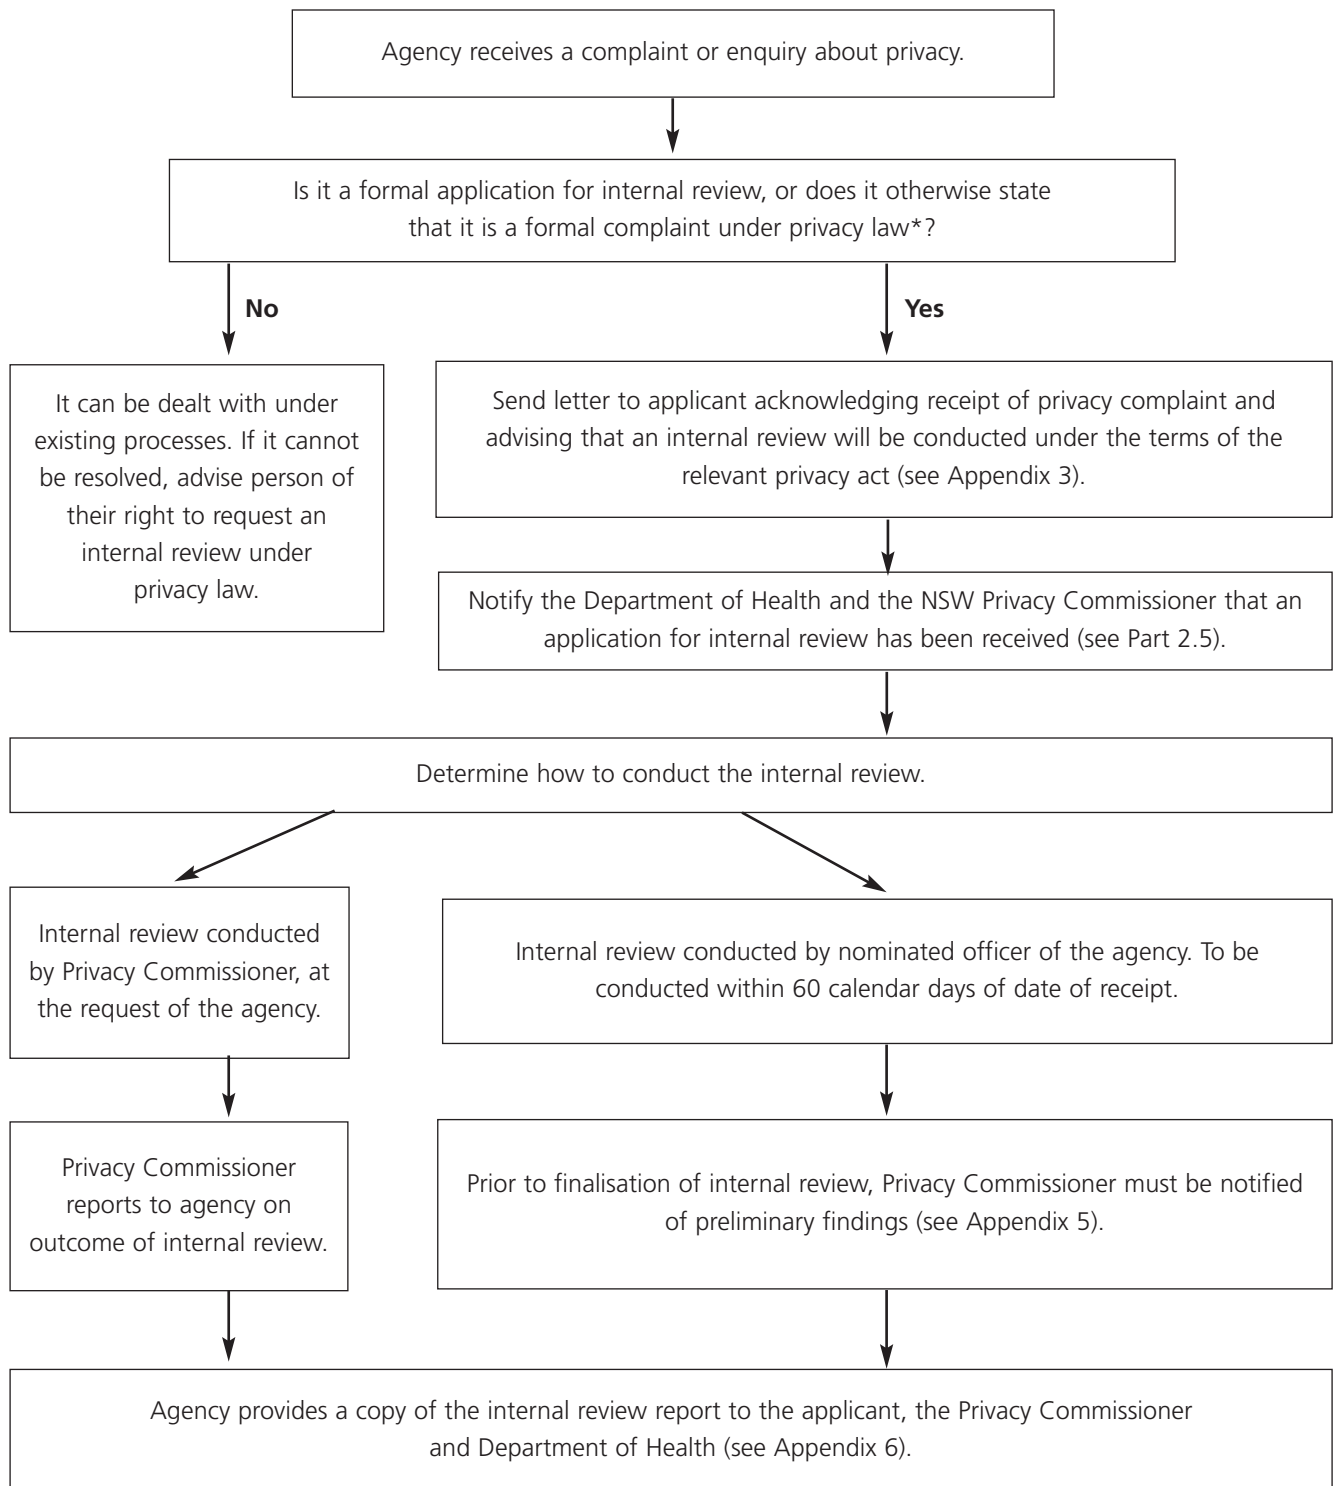 Agency receives a complaint or enquiry about privacy.
Is it a formal application for internal review, or does it otherwise state
that it is a formal complaint under privacy law*?
No
Yes
It can be dealt with under
existing processes. If it cannot
be resolved, advise person of
their right to request an
internal review under
privacy law.
Send letter to applicant acknowledging receipt of privacy complaint and
advising that an internal review will be conducted under the terms of the
relevant privacy act (see Appendix 3).
Notify the Department of Health and the NSW Privacy Commissioner that an
application for internal review has been received (see Part 2.5).
Determine how to conduct the internal review.
Internal review conducted
by Privacy Commissioner, at
the request of the agency.
Internal review conducted by nominated officer of the agency. To be
conducted within 60 calendar days of date of receipt.
Privacy Commissioner
reports to agency on
outcome of internal review.
Prior to finalisation of internal review, Privacy Commissioner must be notified
of preliminary findings (see Appendix 5).
Agency provides a copy of the internal review report to the applicant, the Privacy Commissioner
and Department of Health (see Appendix 6).